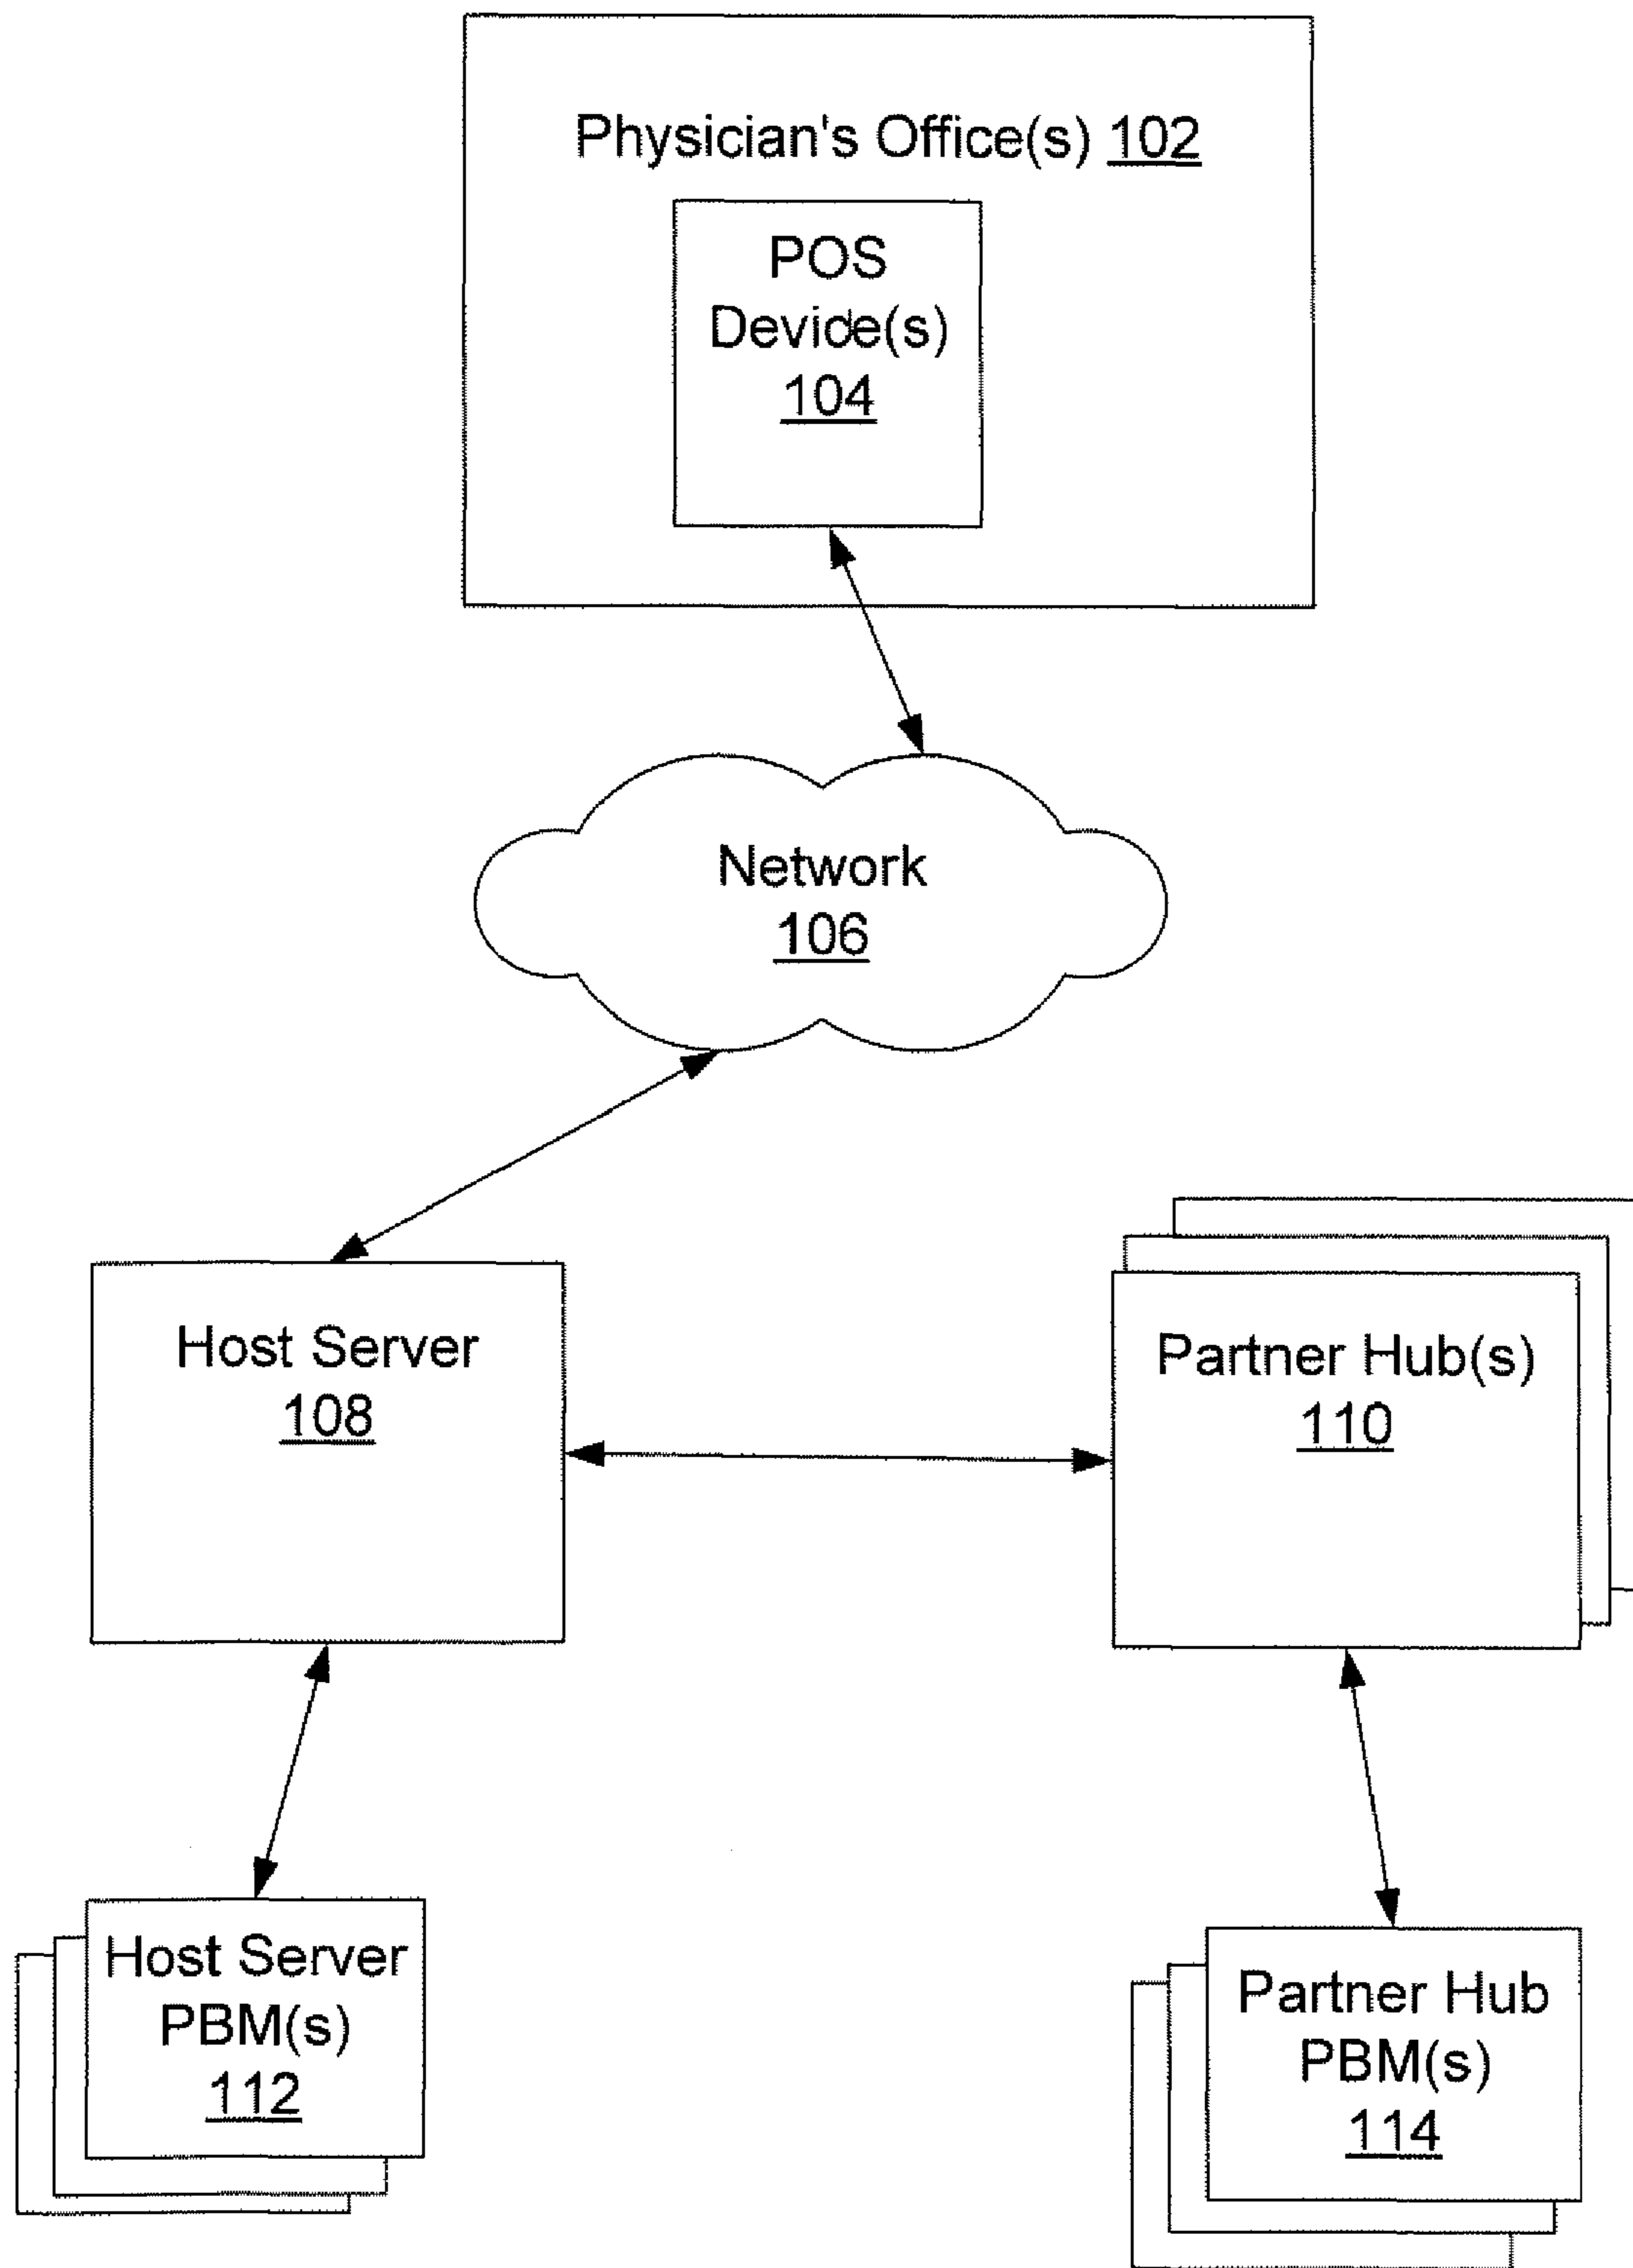 Physician's Office(s) 102
POS
Device(s)
104
Network
106
Host Server
108
Partner Hub(s)
110
Host Server
PBM(s)
112
Partner Hub
PBM(s)
114